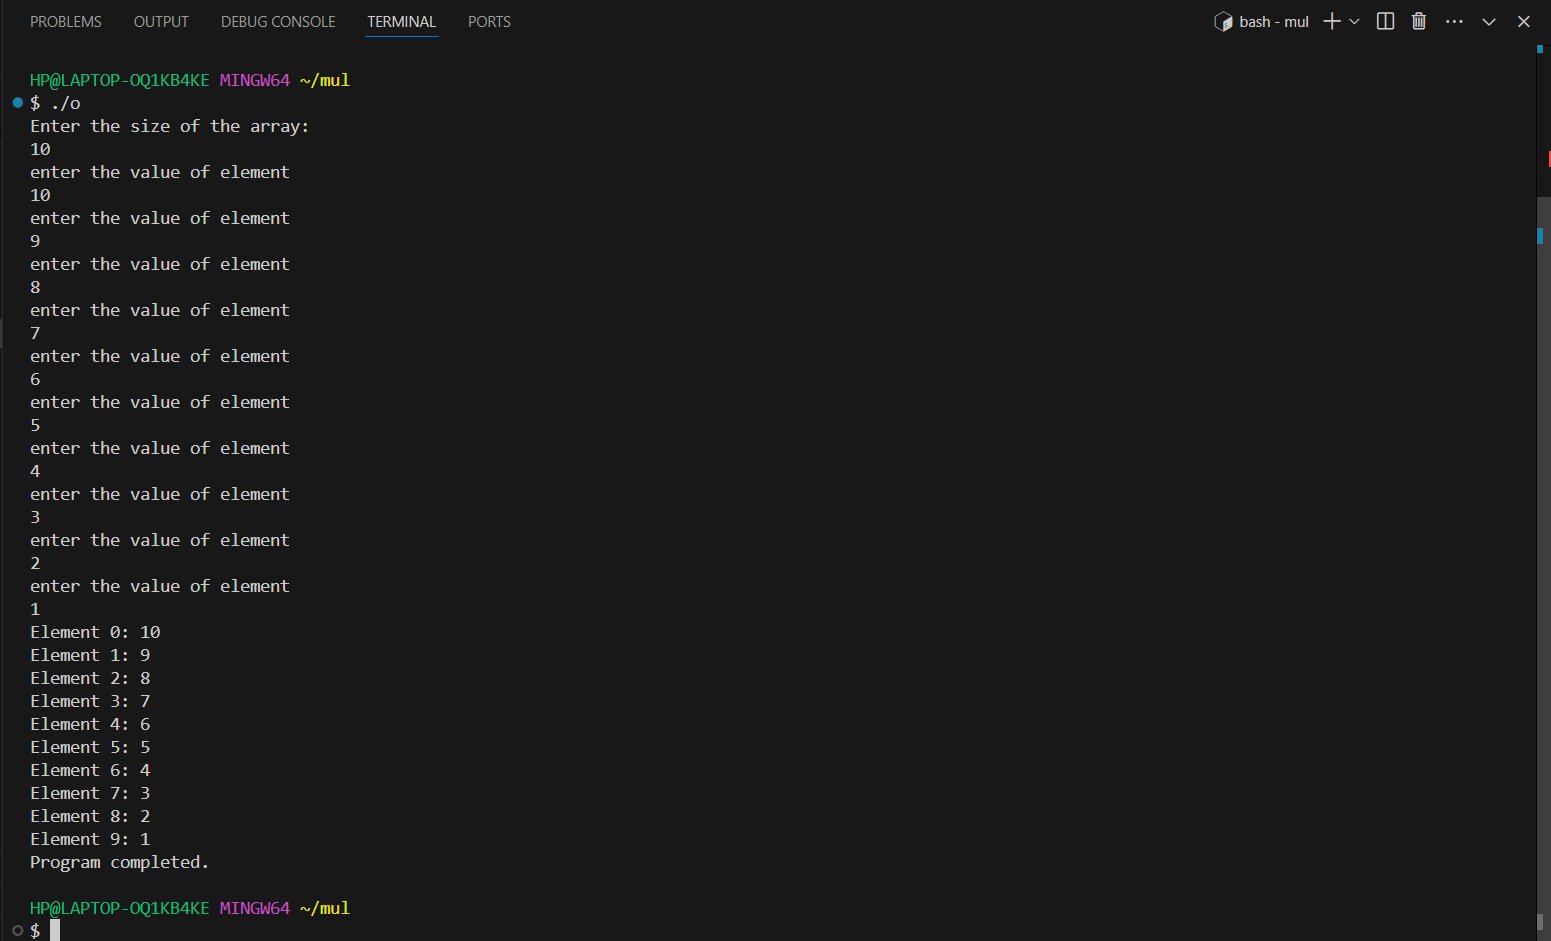 PROBLEMS OUTPUT DEBUG CONSOLE TERMINAL PORTS bash - mul
HP@LAPTOP-OQ1KB4KE MINGW64 ~/mul
$ ./o
Enter the size of the array:
10
enter the value of element
10
enter the value of element
9
enter the value of element
8
enter the value of element
7
enter the value of element
6
enter the value of element
5
enter the value of element
4
enter the value of element
3
enter the value of element
2
enter the value of element
1
Element 0: 10
Element 1: 9
Element 2: 8
Element 3: 7
Element 4: 6
Element 5: 5
Element 6: 4
Element 7: 3
Element 8: 2
Element 9: 1
Program completed.
HP@LAPTOP-OQ1KB4KE MINGW64 ~/mul
$